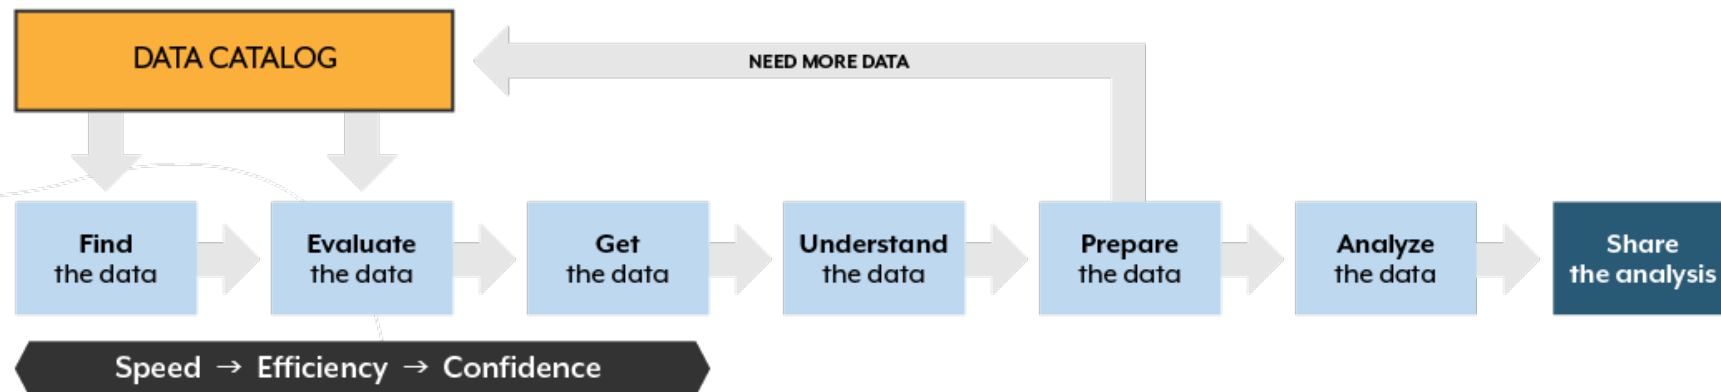 DATA CATALOG
NEED MORE DATA
Find
the data
Evaluate
the data
Get
the data
Understand
the data
Prepare
the data
Analyze
the data
Share
the analysis
Speed → Efficiency → Confidence